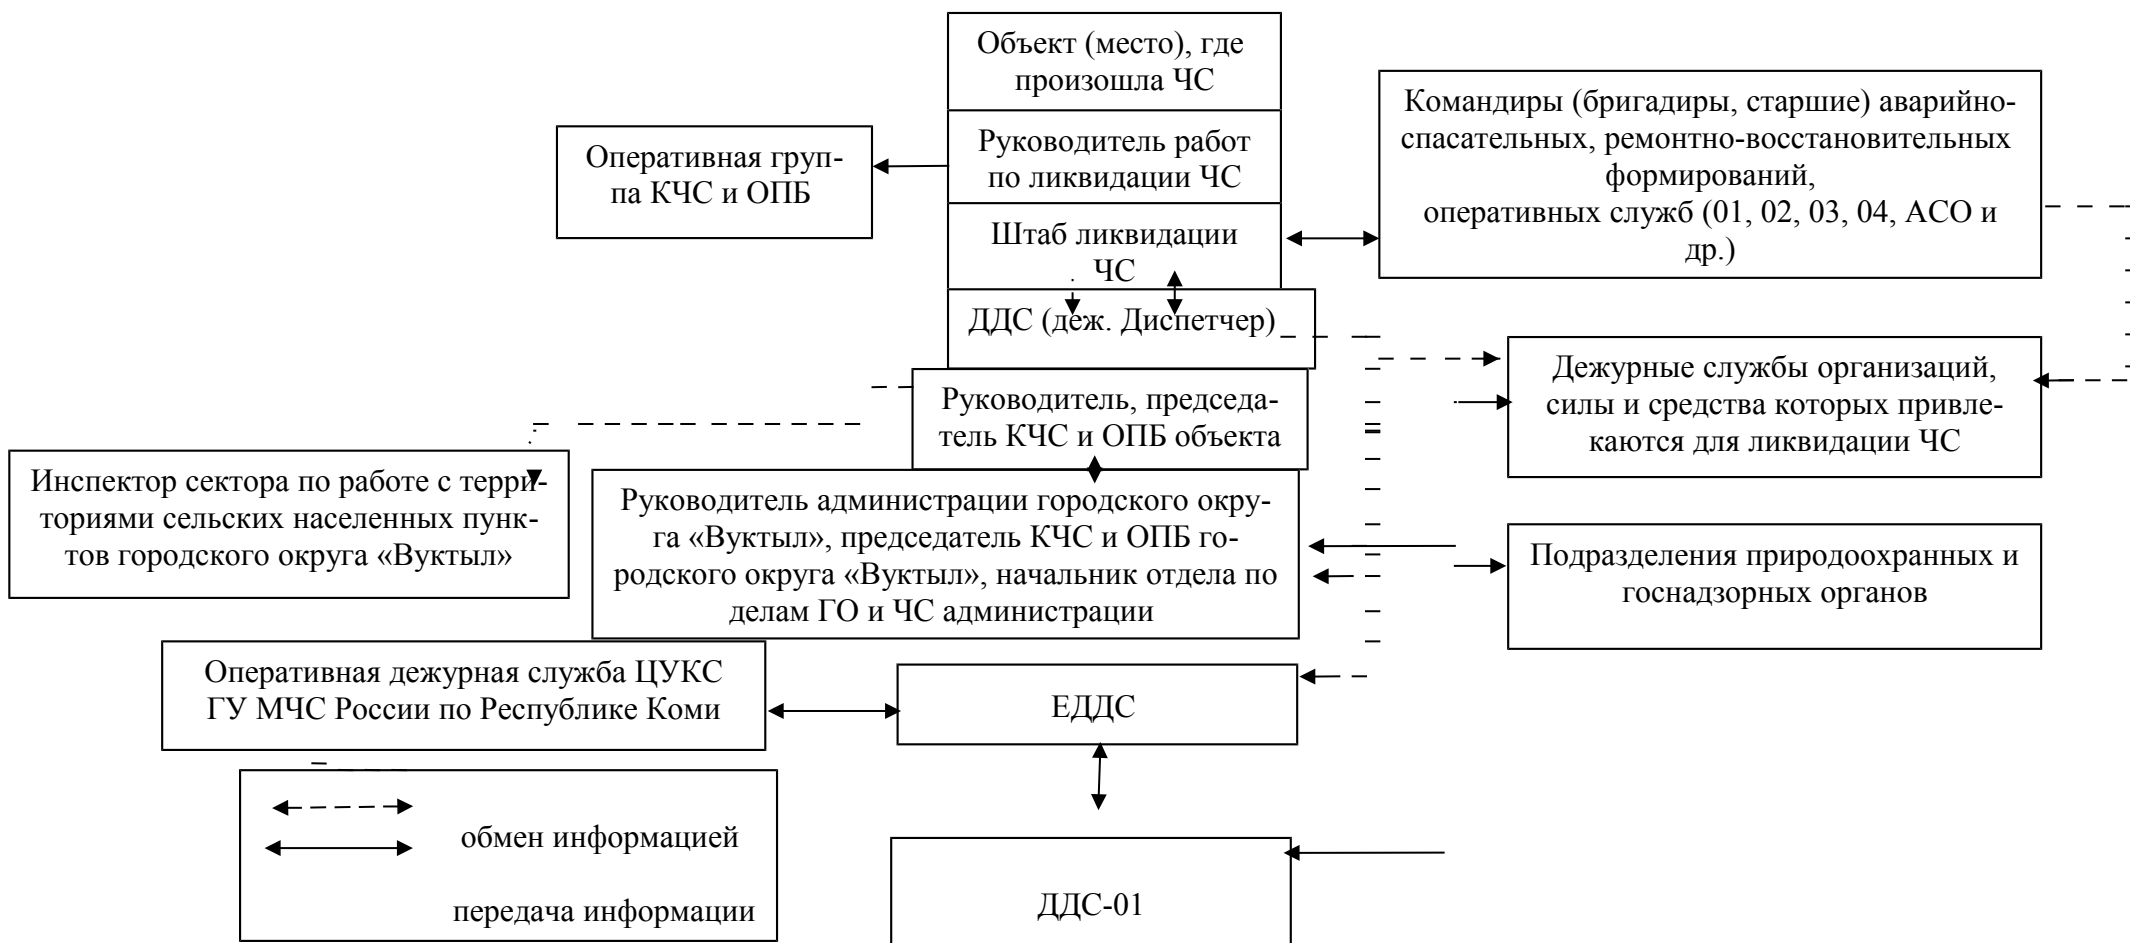 Объект (место), где
произошла ЧС
Командиры (бригадиры, старшие) аварийно-
спасательных, ремонтно-восстановительных
формирований,
оперативных служб (01, 02, 03, 04, АСО и
др.)
Руководитель работ
по ликвидации ЧС
Оперативная груп-
па КЧС и ОПБ
Штаб ликвидации
ЧС
ДДС (деж. Диспетчер)
Дежурные службы организаций,
силы и средства которых привле-
каются для ликвидации ЧС
Руководитель, председа-
тель КЧС и ОПБ объекта
Инспектор сектора по работе с терри-
ториями сельских населенных пунк-
тов городского округа «Вуктыл»
Руководитель администрации городского окру-
га «Вуктыл», председатель КЧС и ОПБ го-
родского округа «Вуктыл», начальник отдела по
делам ГО и ЧС администрации
Подразделения природоохранных и
госнадзорных органов
Оперативная дежурная служба ЦУКС
ГУ МЧС России по Республике Коми
ЕДДС
обмен информацией
передача информации
ДДС-01